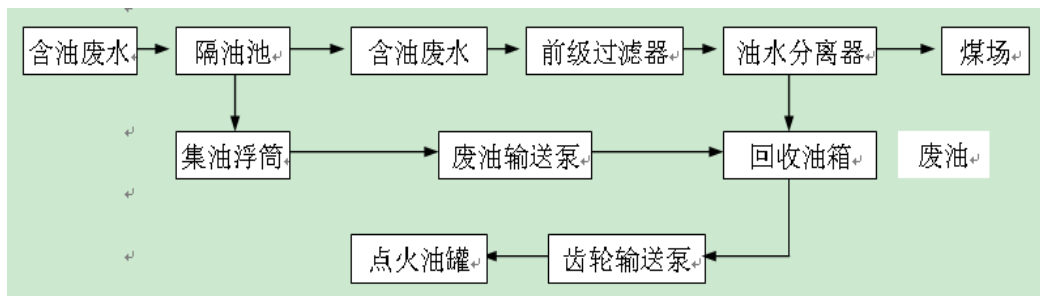 含油废水
隔油池
含油废水
前级过滤器
油水分离器
煤场
集油浮筒
废油输送泵
回收油箱
废油
点火油罐
齿轮输送泵